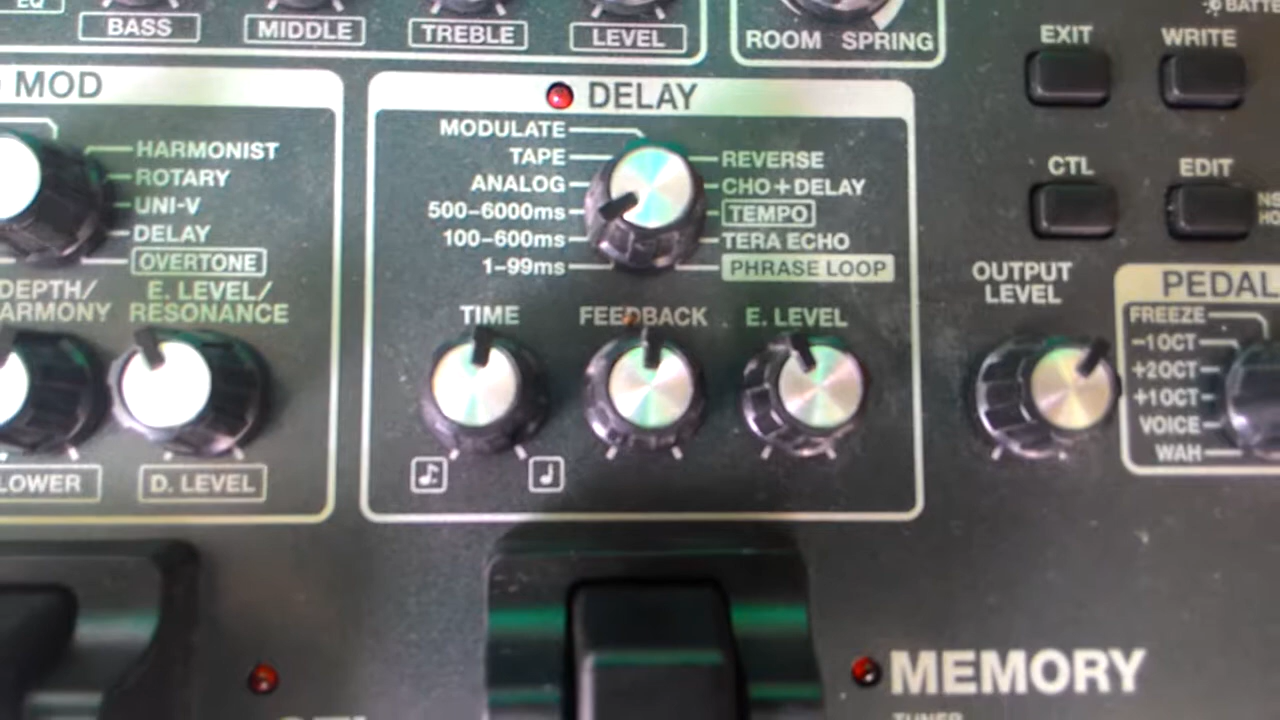 EQ
BASS
MIDDLE
TREBLE
LEVEL
ROOM SPRING
MOD
HARMONIST
ROTARY
UNI-V
DELAY
OVERTONE
DEPTH/
E. LEVEL/
RESONANCE
LOWER
D. LEVEL
DELAY
MODULATE
TAPE
ANALOG
500–6000ms
100–600ms
1–99ms
REVERSE
CHO+DELAY
TEMPO
TERA ECHO
PHRASE LOOP
TIME
FEEDBACK
E. LEVEL
EXIT
WRITE
CTL
EDIT
OUTPUT
LEVEL
PEDAL
FREEZE
−1OCT
+2OCT
+1OCT
VOICE
WAH
MEMORY